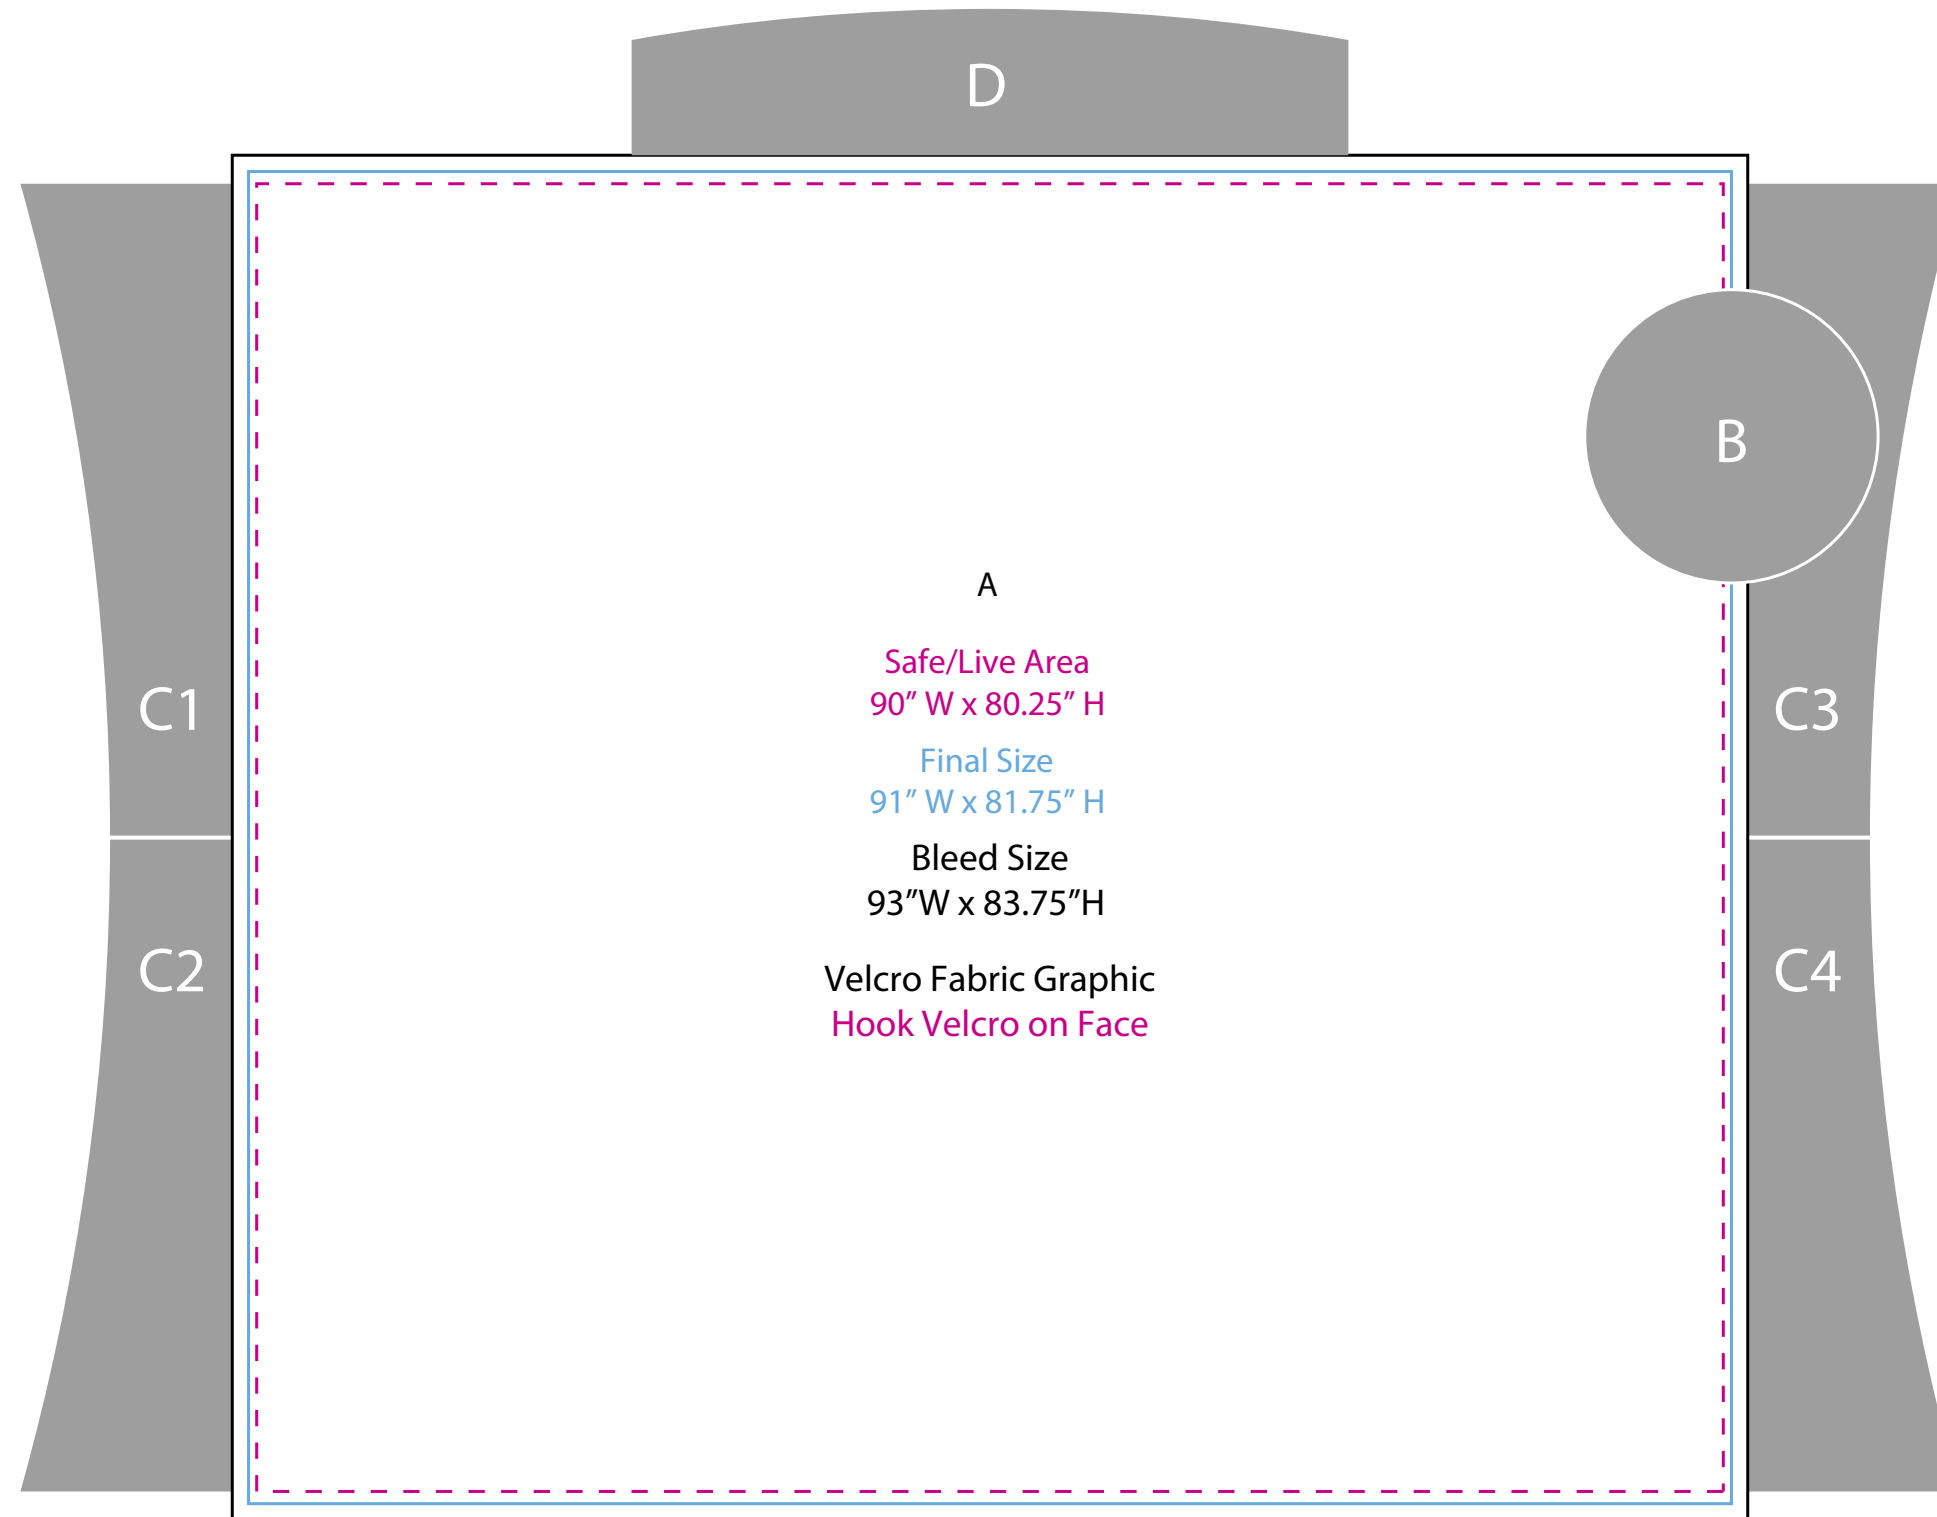 D
B
A
Safe/Live Area
90” W x 80.25” H
C1
C3
Final Size
91” W x 81.75” H
Bleed Size
93”W x 83.75”H
C2
C4
Velcro Fabric Graphic
Hook Velcro on Face